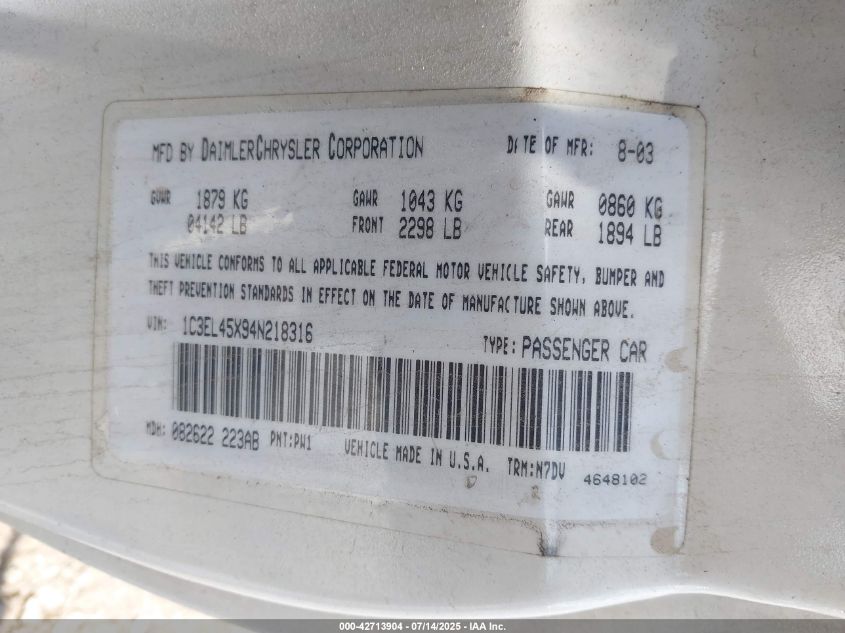 MFD BY DAIMLERCHRYSLER CORPORATION DATE OF MFR: 8-03
GVWR 1879 KG GAWR 1043 KG GAWR 0860 KG
04142 LB FRONT 2298 LB REAR 1894 LB
THIS VEHICLE CONFORMS TO ALL APPLICABLE FEDERAL MOTOR VEHICLE SAFETY, BUMPER AND
THEFT PREVENTION STANDARDS IN EFFECT ON THE DATE OF MANUFACTURE SHOWN ABOVE.
VIN: 1C3EL45X94N218316 TYPE: PASSENGER CAR
MDH: 082622 223AB PNT:PW1 VEHICLE MADE IN U.S.A. TRM:N7DV 4648102
000-42713904 / 07/14/2025 - IAA Inc.